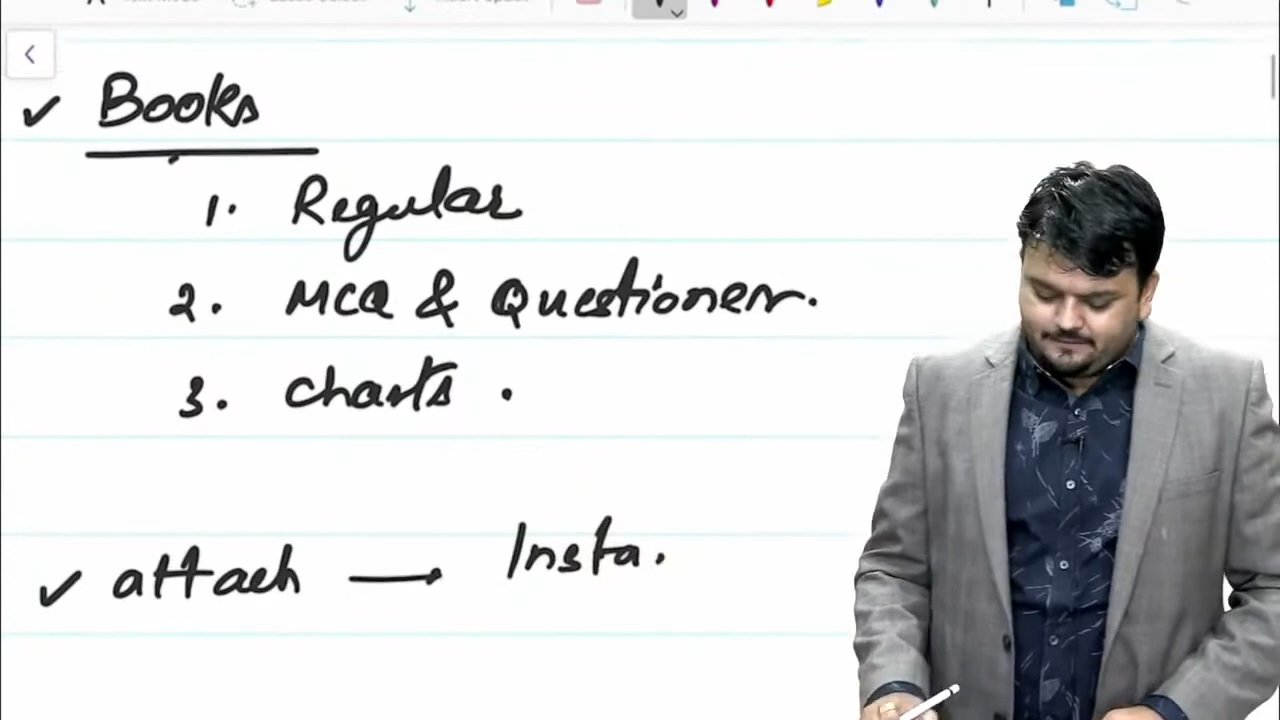 ✓ Books
1. Regular
2. MCQ & Questioner.
3. Charts.
✓ attach → Insta.